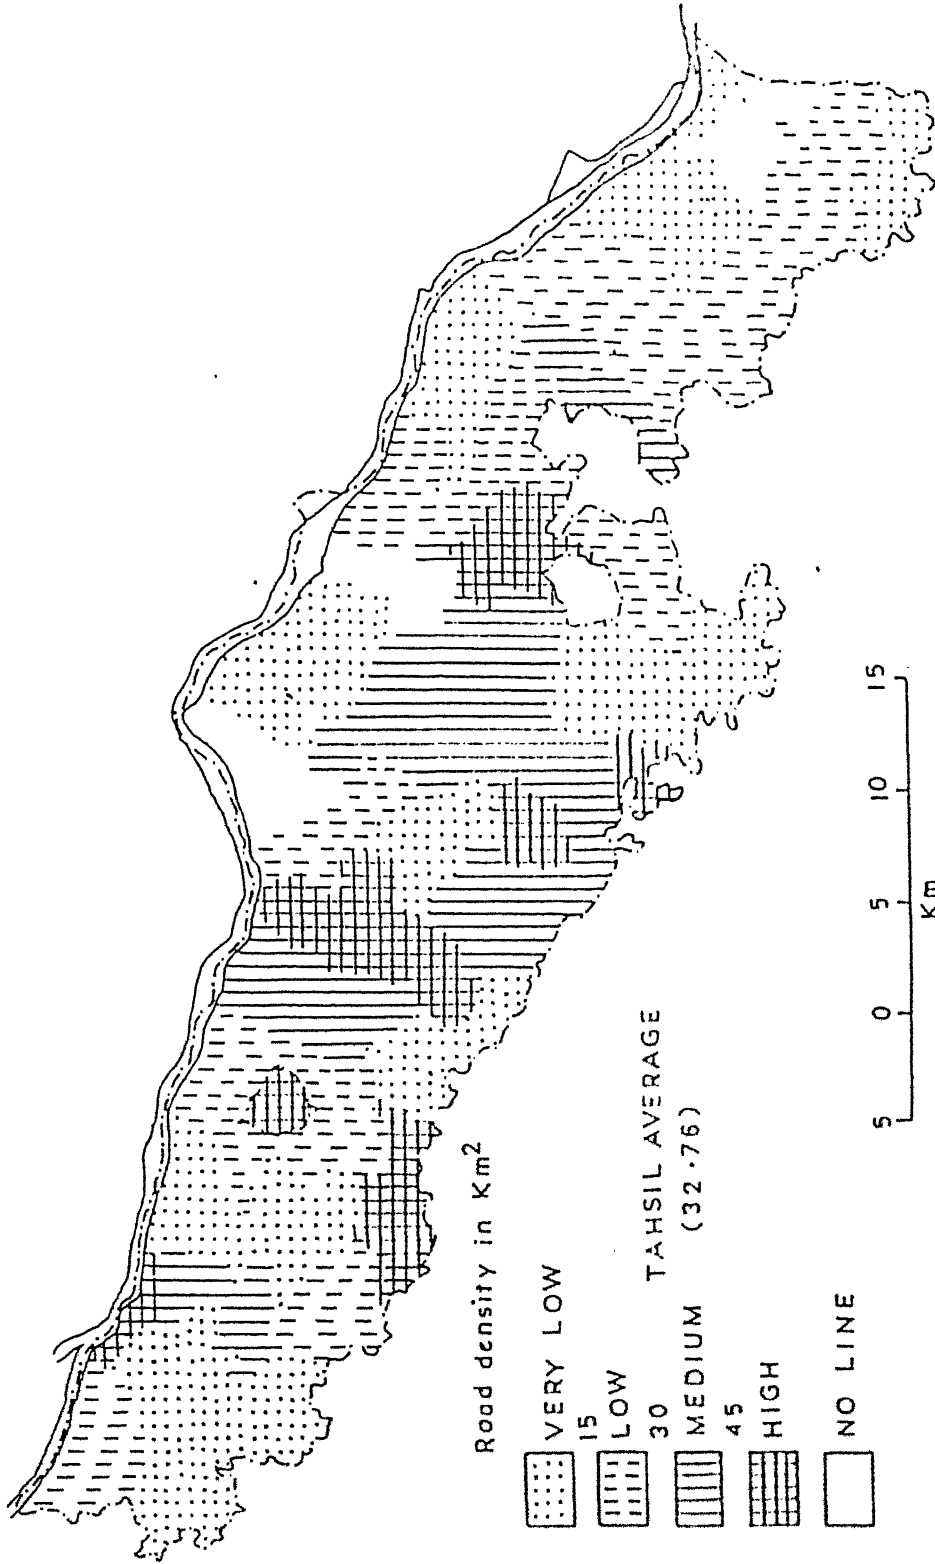 Road density in Km²
VERY LOW
15
LOW
30
MEDIUM
45
HIGH
NO LINE
TAHSIL AVERAGE
(32.76)
5 0 5 10 15
Km